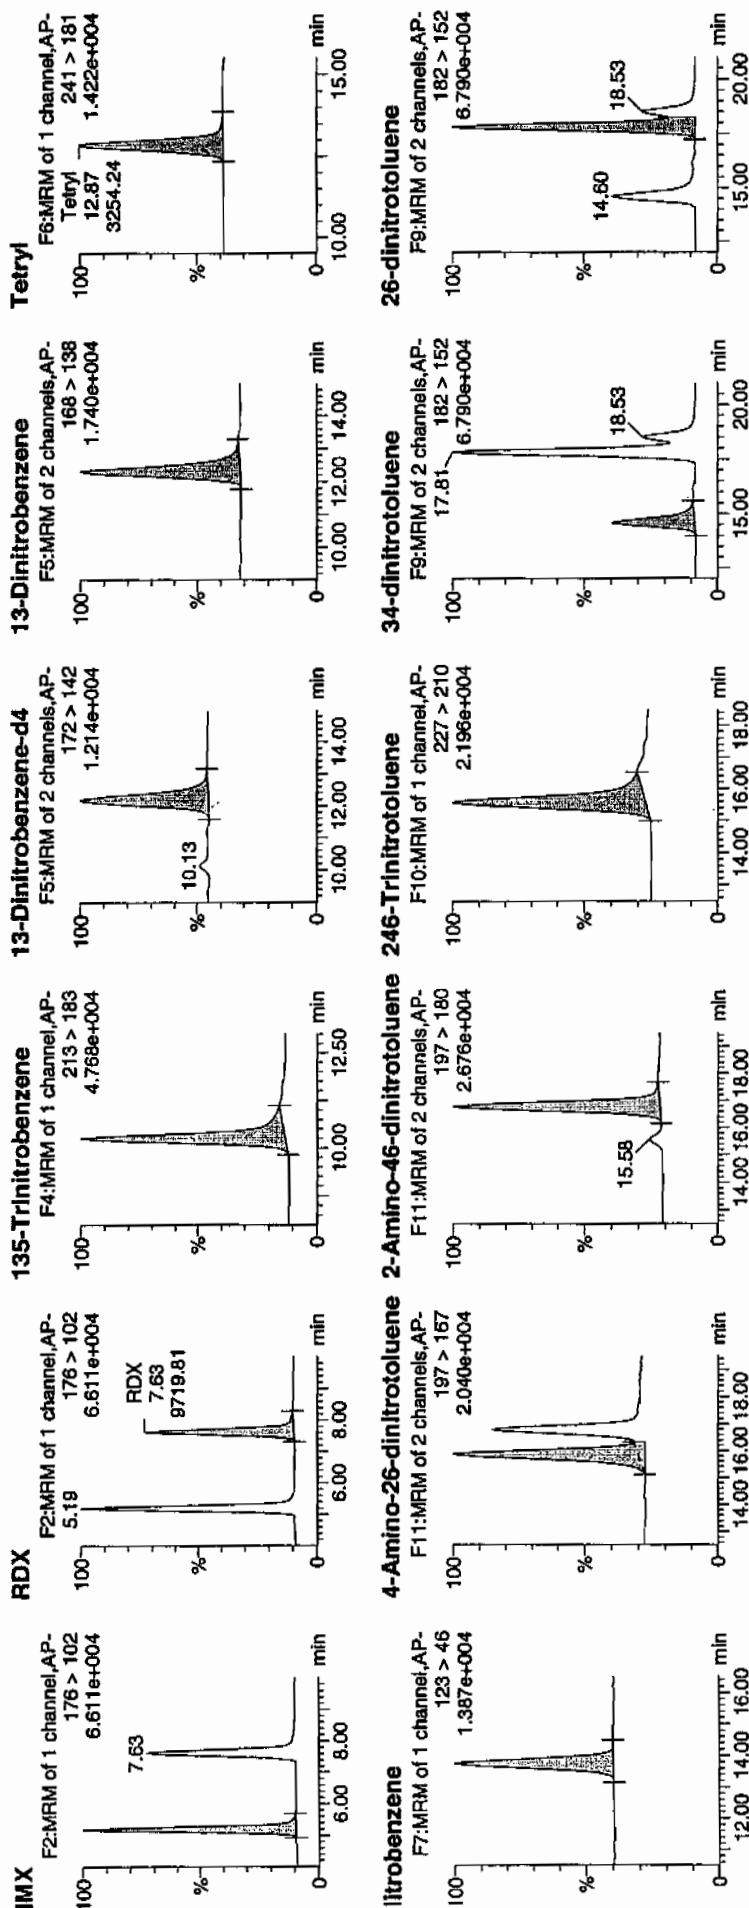 HMX
F2:MRM of 1 channel,AP-
176 > 102
6.611e+004
100
7.63
%
0
6.00 8.00 min
RDX
F2:MRM of 1 channel,AP-
176 > 102
6.611e+004
100
5.19
RDX
7.63
9719.81
%
0
6.00 8.00 min
135-Trinitrobenzene
F4:MRM of 1 channel,AP-
213 > 183
4.768e+004
100
%
0
10.00 12.50 min
13-Dinitrobenzene-d4
F5:MRM of 2 channels,AP-
172 > 142
1.214e+004
100
10.13
%
0
10.00 12.00 14.00 min
13-Dinitrobenzene
F5:MRM of 2 channels,AP-
168 > 138
1.740e+004
100
%
0
10.00 12.00 14.00 min
Tetryl
F6:MRM of 1 channel,AP-
241 > 181
1.422e+004
100
Tetryl
12.87
3254.24
%
0
10.00 15.00 min
litrobenzene
F7:MRM of 1 channel,AP-
123 > 46
1.387e+004
100
%
0
12.00 14.00 16.00 min
4-Amino-26-dinitrotoluene
F11:MRM of 2 channels,AP-
197 > 167
2.040e+004
100
%
0
14.00 16.00 18.00 min
2-Amino-46-dinitrotoluene
F11:MRM of 2 channels,AP-
197 > 180
2.676e+004
100
15.58
%
0
14.00 16.00 18.00 min
246-Trinitrotoluene
F10:MRM of 1 channel,AP-
227 > 210
2.196e+004
100
%
0
14.00 16.00 18.00 min
34-dinitrotoluene
F9:MRM of 2 channels,AP-
182 > 152
6.790e+004
100
17.81
18.53
%
0
15.00 20.00 min
26-dinitrotoluene
F9:MRM of 2 channels,AP-
182 > 152
6.790e+004
100
14.60
18.53
%
0
15.00 20.00 min